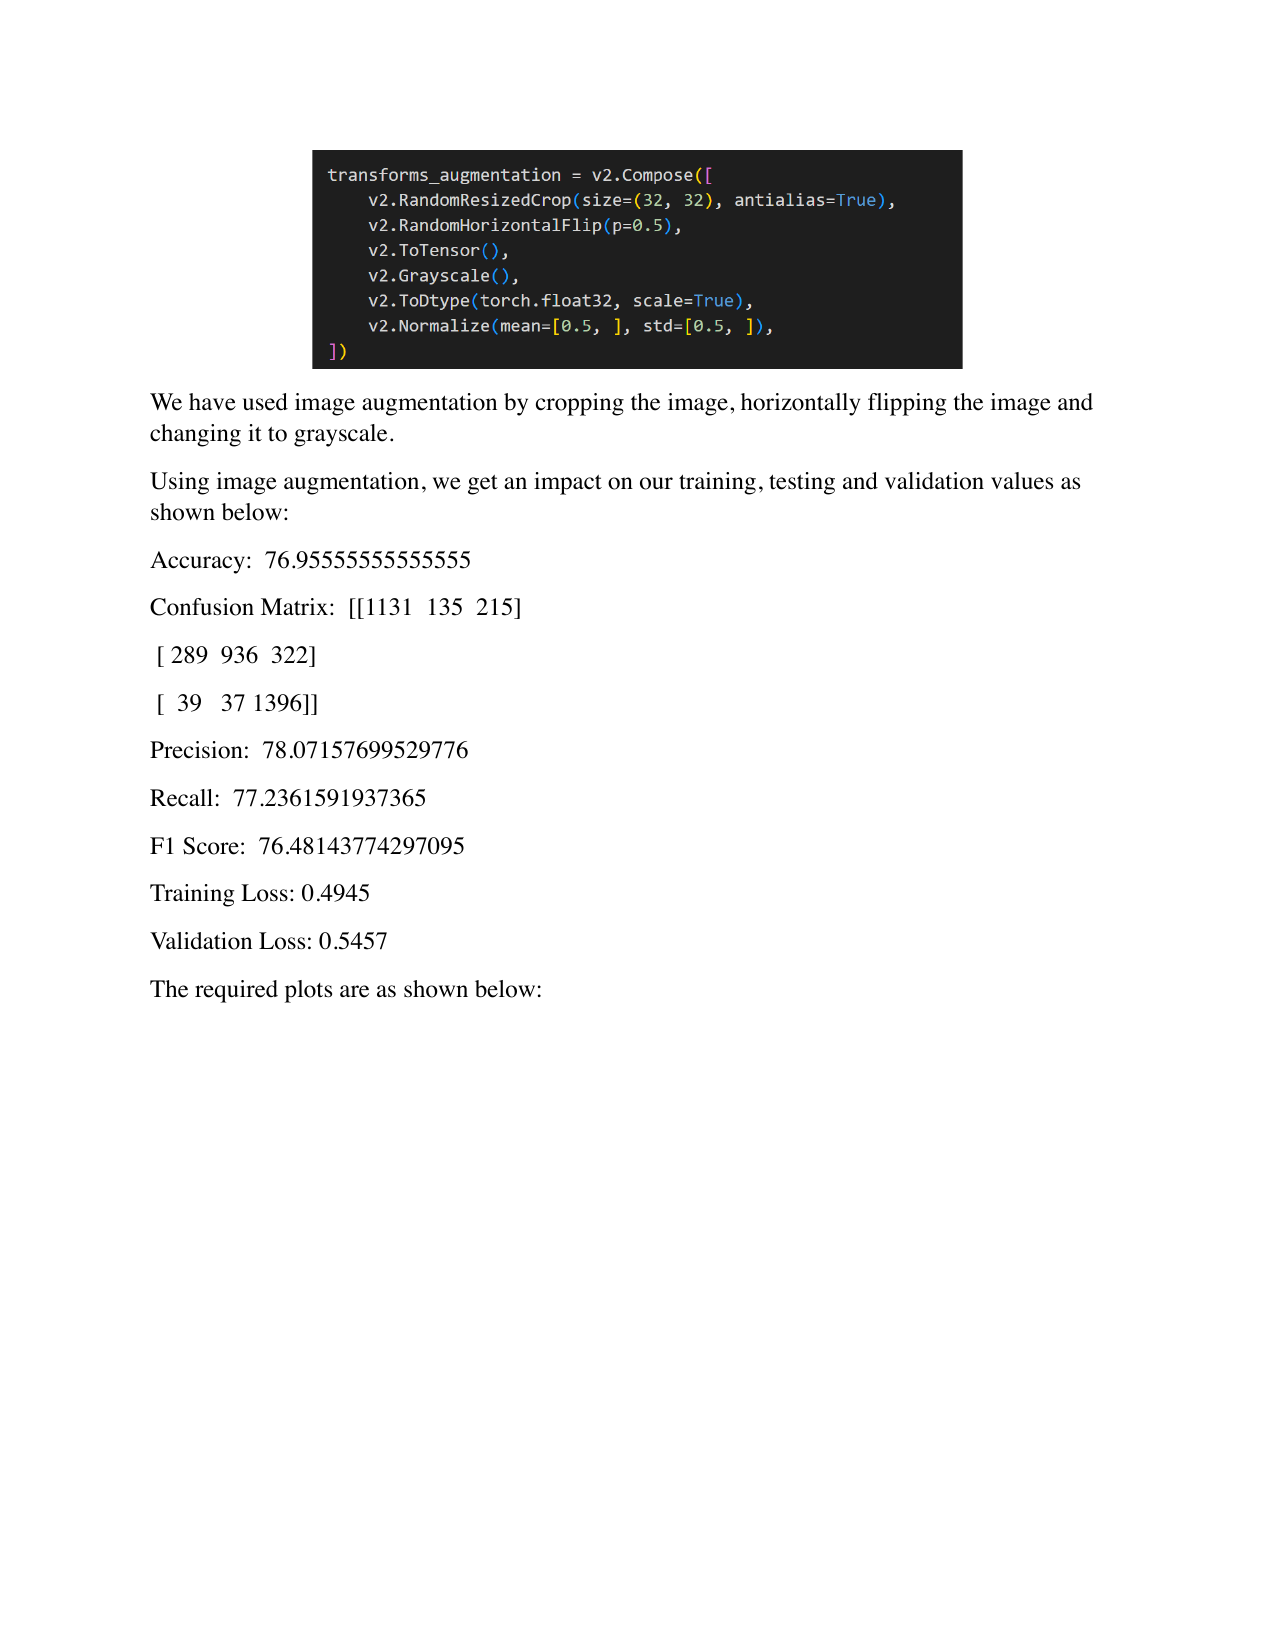 transforms_augmentation = v2.Compose([
    v2.RandomResizedCrop(size=(32, 32), antialias=True),
    v2.RandomHorizontalFlip(p=0.5),
    v2.ToTensor(),
    v2.Grayscale(),
    v2.ToDtype(torch.float32, scale=True),
    v2.Normalize(mean=[0.5, ], std=[0.5, ]),
])
We have used image augmentation by cropping the image, horizontally flipping the image and
changing it to grayscale.
Using image augmentation, we get an impact on our training, testing and validation values as
shown below:
Accuracy:  76.95555555555555
Confusion Matrix:  [[1131  135  215]
 [ 289  936  322]
 [  39   37 1396]]
Precision:  78.07157699529776
Recall:  77.2361591937365
F1 Score:  76.48143774297095
Training Loss: 0.4945
Validation Loss: 0.5457
The required plots are as shown below: